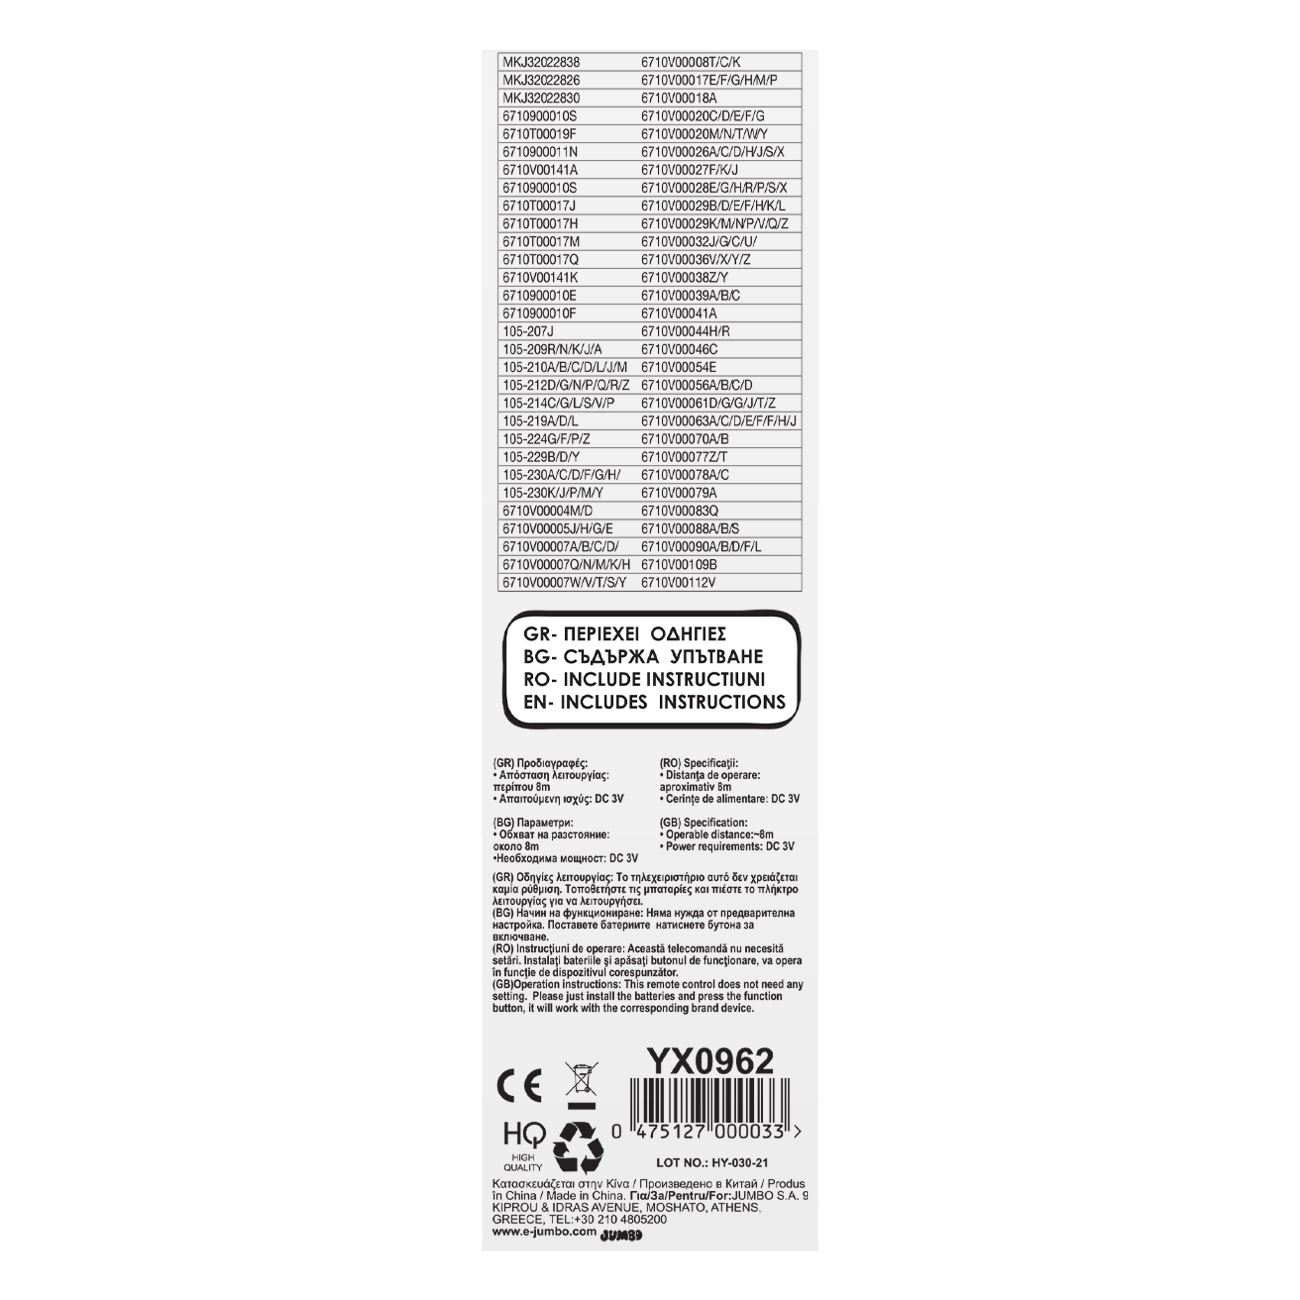 MKJ32022838 6710V00008T/C/K
MKJ32022826 6710V00017E/F/G/H/M/P
MKJ32022830 6710V00018A
6710900010S 6710V00020C/D/E/F/G
6710T00019F 6710V00020M/N/T/W/Y
6710900011N 6710V00026A/C/D/H/J/S/X
6710V00141A 6710V00027F/K/J
6710900010S 6710V00028E/G/H/R/P/S/X
6710T00017J 6710V00029B/D/E/F/H/K/L
6710T00017H 6710V00029K/M/N/P/V/Q/Z
6710T00017M 6710V00032J/G/C/U/
6710T00017Q 6710V00036V/X/Y/Z
6710V00141K 6710V00038Z/Y
6710900010E 6710V00039A/B/C
6710900010F 6710V00041A
105-207J 6710V00044H/R
105-209R/N/K/J/A 6710V00046C
105-210A/B/C/D/L/J/M 6710V00054E
105-212D/G/N/P/Q/R/Z 6710V00056A/B/C/D
105-214C/G/L/S/V/P 6710V00061D/G/G/J/T/Z
105-219A/D/L 6710V00063A/C/D/E/F/F/H/J
105-224G/F/P/Z 6710V00070A/B
105-229B/D/Y 6710V00077Z/T
105-230A/C/D/F/G/H/ 6710V00078A/C
105-230K/J/P/M/Y 6710V00079A
6710V00004M/D 6710V00083Q
6710V00005J/H/G/E 6710V00088A/B/S
6710V00007A/B/C/D/ 6710V00090A/B/D/F/L
6710V00007Q/N/M/K/H 6710V00109B
6710V00007W/V/T/S/Y 6710V00112V
GR- ΠΕΡΙΕΧΕΙ ΟΔΗΓΙΕΣ
BG- СЪДЪРЖА УПЪТВАНЕ
RO- INCLUDE INSTRUCTIUNI
EN- INCLUDES INSTRUCTIONS
(GR) Προδιαγραφές:
• Απόσταση λειτουργίας:
περίπου 8m
• Απαιτούμενη ισχύς: DC 3V
(RO) Specificaţii:
• Distanţa de operare:
aproximativ 8m
• Cerinţe de alimentare: DC 3V
(BG) Параметри:
• Обхват на разстояние:
около 8m
•Необходима мощност: DC 3V
(GB) Specification:
• Operable distance:~8m
• Power requirements: DC 3V
(GR) Οδηγίες λειτουργίας: Το τηλεχειριστήριο αυτό δεν χρειάζεται
καμία ρύθμιση. Τοποθετήστε τις μπαταρίες και πιέστε το πλήκτρο
λειτουργίας για να λειτουργήσει.
(BG) Начин на функциониране: Няма нужда от предварителна
настройка. Поставете батериите натиснете бутона за
включване.
(RO) Instrucţiuni de operare: Această telecomandă nu necesită
setări. Instalaţi bateriile şi apăsaţi butonul de funcţionare, va opera
în funcţie de dispozitivul corespunzător.
(GB)Operation instructions: This remote control does not need any
setting. Please just install the batteries and press the function
button, it will work with the corresponding brand device.
YX0962
CE
0 475127 000033 >
HQ
HIGH
QUALITY
LOT NO.: HY-030-21
Κατασκευάζεται στην Κίνα / Произведено в Китай / Produs
în China / Made in China. Για/За/Pentru/For:JUMBO S.A. 9
KIPROU & IDRAS AVENUE, MOSHATO, ATHENS,
GREECE, TEL:+30 210 4805200
www.e-jumbo.com JUMBO